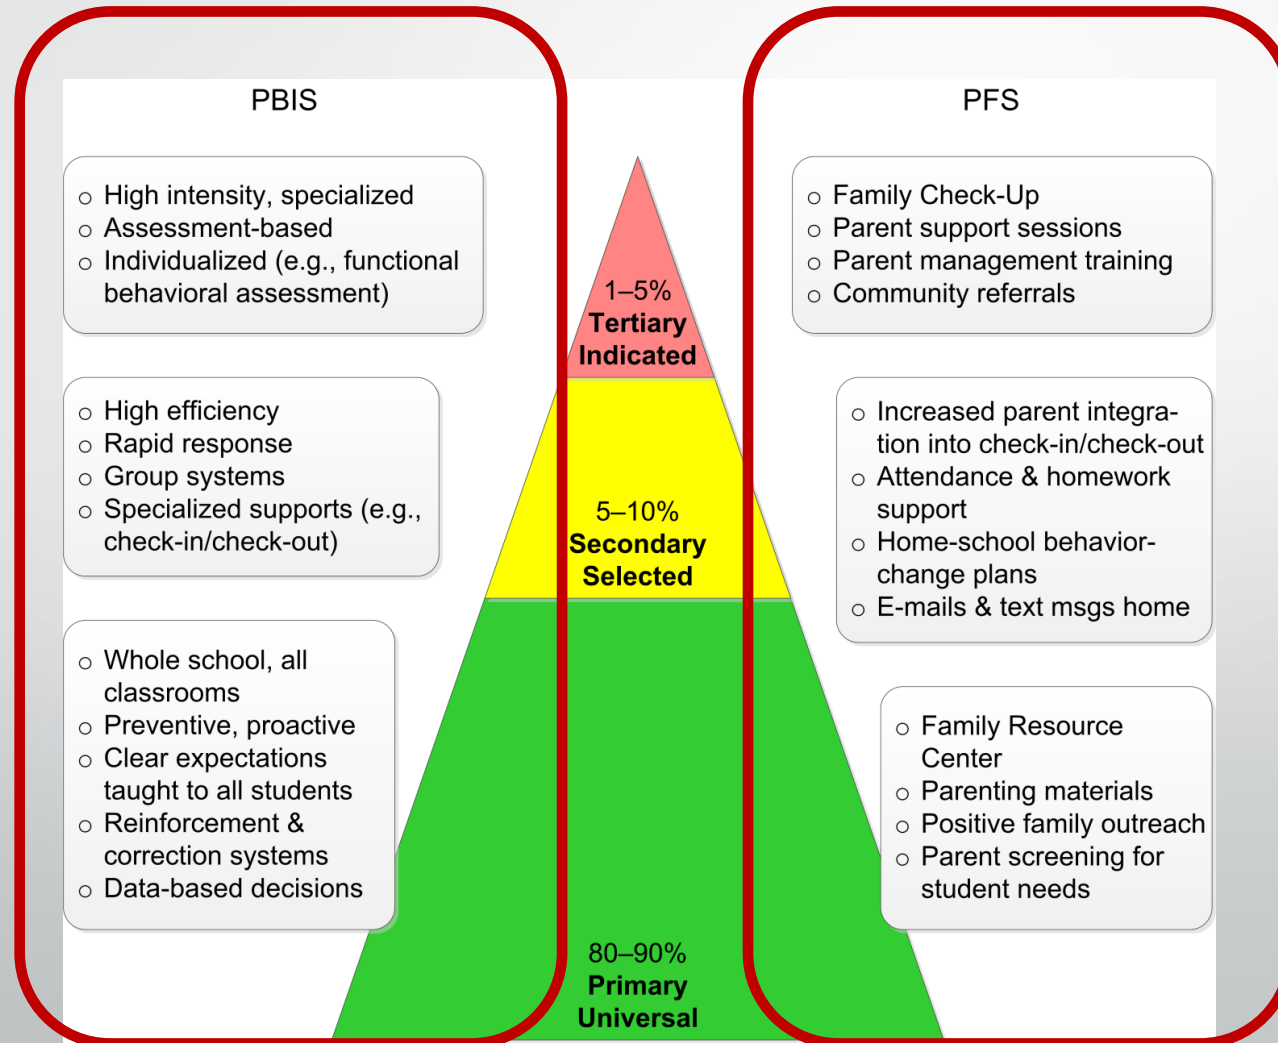 PBIS
○ High intensity, specialized
○ Assessment-based
○ Individualized (e.g., functional
behavioral assessment)
○ High efficiency
○ Rapid response
○ Group systems
○ Specialized supports (e.g.,
check-in/check-out)
○ Whole school, all
classrooms
○ Preventive, proactive
○ Clear expectations
taught to all students
○ Reinforcement &
correction systems
○ Data-based decisions
1–5%
Tertiary
Indicated
5–10%
Secondary
Selected
80–90%
Primary
Universal
PFS
○ Family Check-Up
○ Parent support sessions
○ Parent management training
○ Community referrals
○ Increased parent integra-
tion into check-in/check-out
○ Attendance & homework
support
○ Home-school behavior-
change plans
○ E-mails & text msgs home
○ Family Resource
Center
○ Parenting materials
○ Positive family outreach
○ Parent screening for
student needs